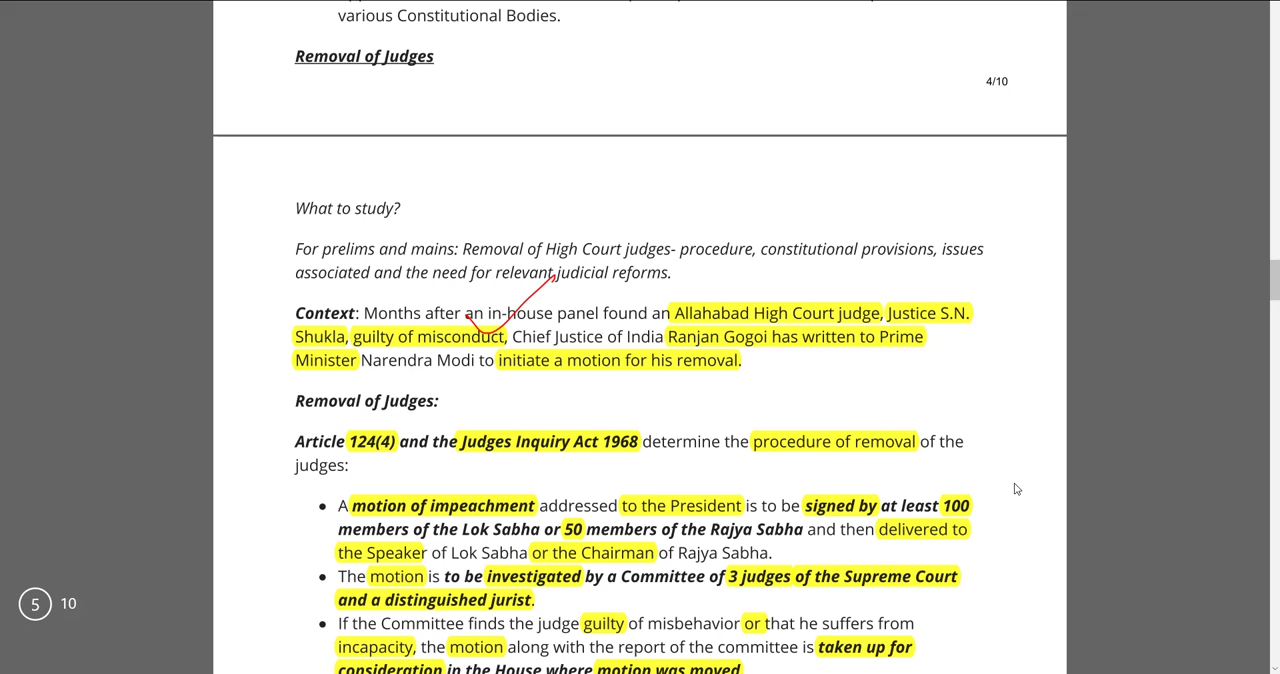 various Constitutional Bodies.
Removal of Judges
4/10
What to study?
For prelims and mains: Removal of High Court judges- procedure, constitutional provisions, issues
associated and the need for relevant judicial reforms.
Context: Months after an in-house panel found an Allahabad High Court judge, Justice S.N.
Shukla, guilty of misconduct, Chief Justice of India Ranjan Gogoi has written to Prime
Minister Narendra Modi to initiate a motion for his removal.
Removal of Judges:
Article 124(4) and the Judges Inquiry Act 1968 determine the procedure of removal of the
judges:
• A motion of impeachment addressed to the President is to be signed by at least 100
members of the Lok Sabha or 50 members of the Rajya Sabha and then delivered to
the Speaker of Lok Sabha or the Chairman of Rajya Sabha.
• The motion is to be investigated by a Committee of 3 judges of the Supreme Court
and a distinguished jurist.
5 10
• If the Committee finds the judge guilty of misbehavior or that he suffers from
incapacity, the motion along with the report of the committee is taken up for
consideration in the House where motion was moved.